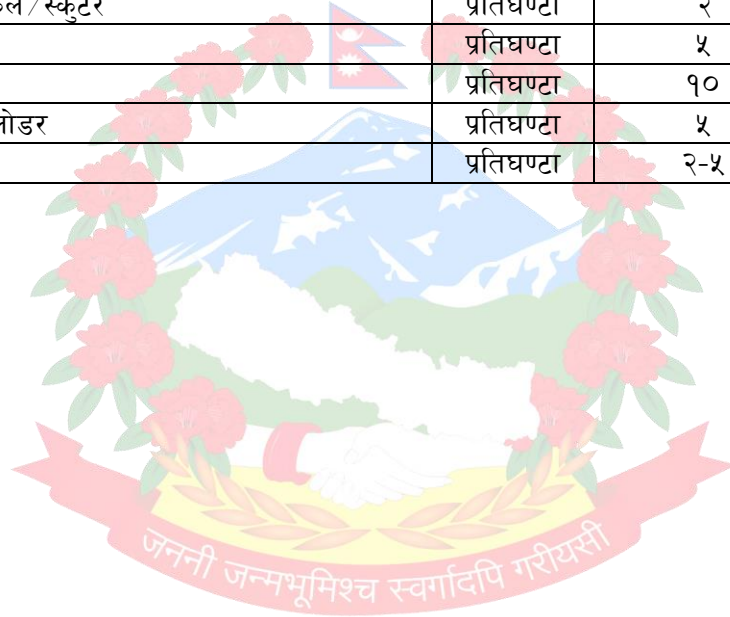 /स्कुटर प्रतिघण्टा २
प्रतिघण्टा ५
प्रतिघण्टा १०
लोडर प्रतिघण्टा ५
प्रतिघण्टा २-५
जननी जन्मभूमिश्च स्वर्गादपि गरीयसी